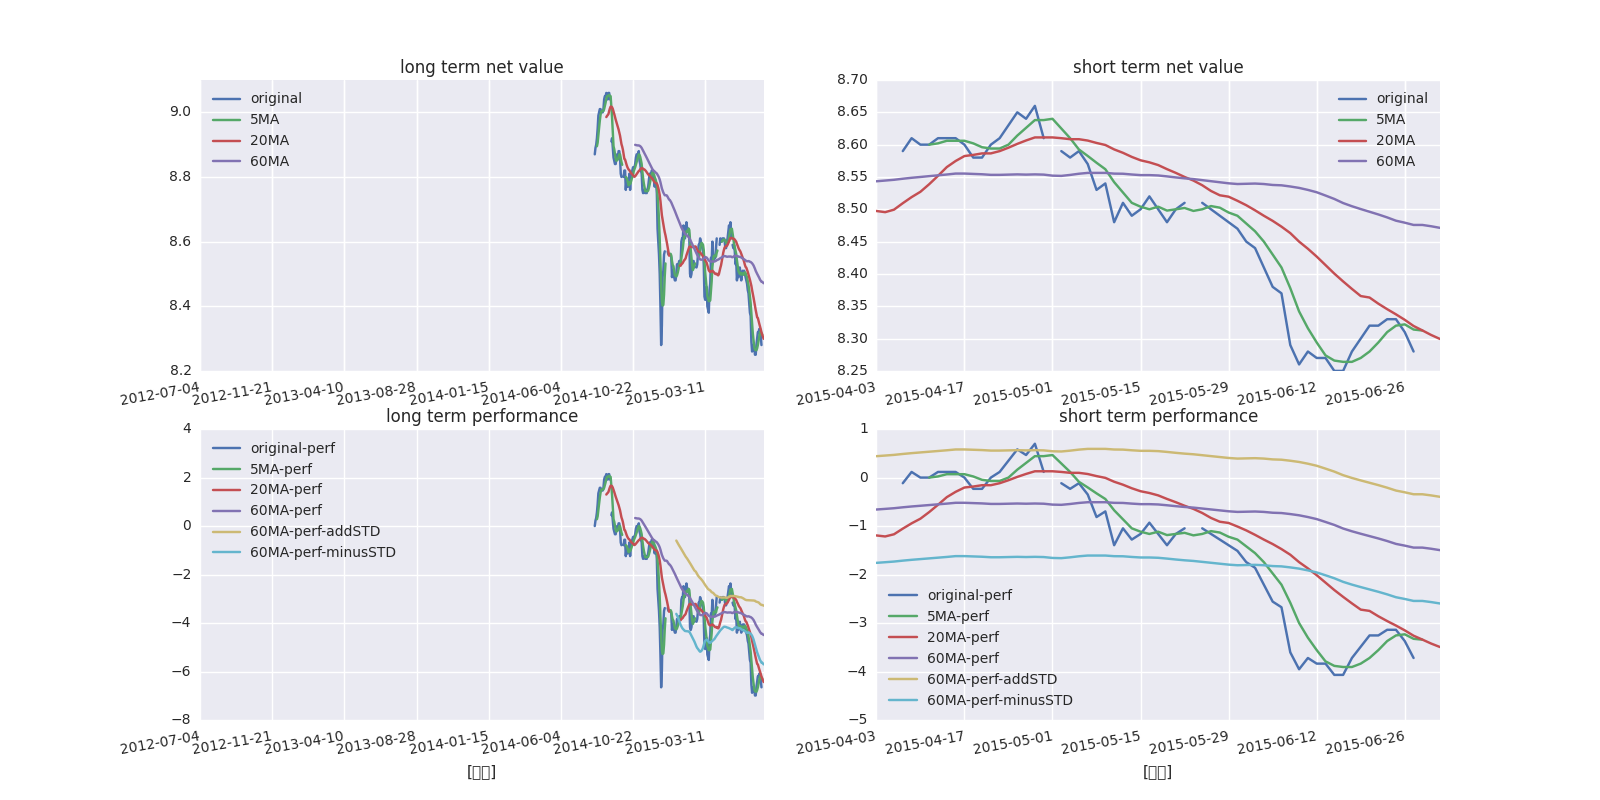 long term net value
original
5MA
20MA
60MA
9.0
8.8
8.6
8.4
8.2
2012-07-04 2012-11-21 2013-04-10 2013-08-28 2014-01-15 2014-06-04 2014-10-22 2015-03-11
short term net value
original
5MA
20MA
60MA
8.70
8.65
8.60
8.55
8.50
8.45
8.40
8.35
8.30
8.25
2015-04-03 2015-04-17 2015-05-01 2015-05-15 2015-05-29 2015-06-12 2015-06-26
long term performance
original-perf
5MA-perf
20MA-perf
60MA-perf
60MA-perf-addSTD
60MA-perf-minusSTD
4
2
0
−2
−4
−6
−8
2012-07-04 2012-11-21 2013-04-10 2013-08-28 2014-01-15 2014-06-04 2014-10-22 2015-03-11
[▯▯]
short term performance
1
0
−1
−2
−3
−4
−5
original-perf
5MA-perf
20MA-perf
60MA-perf
60MA-perf-addSTD
60MA-perf-minusSTD
2015-04-03 2015-04-17 2015-05-01 2015-05-15 2015-05-29 2015-06-12 2015-06-26
[▯▯]